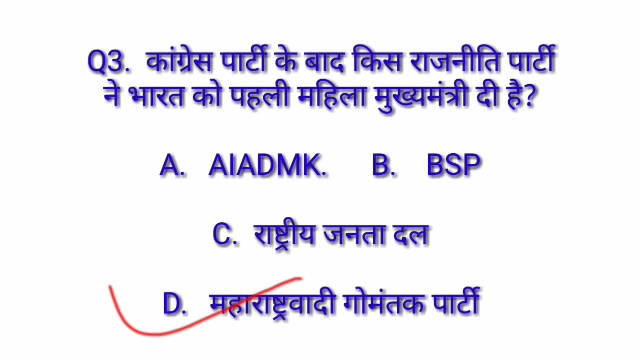 Q3. कांग्रेस पार्टी के बाद किस राजनीति पार्टी
ने भारत को पहली महिला मुख्यमंत्री दी है?
A. AIADMK. B. BSP
C. राष्ट्रीय जनता दल
D. महाराष्ट्रवादी गोमंतक पार्टी